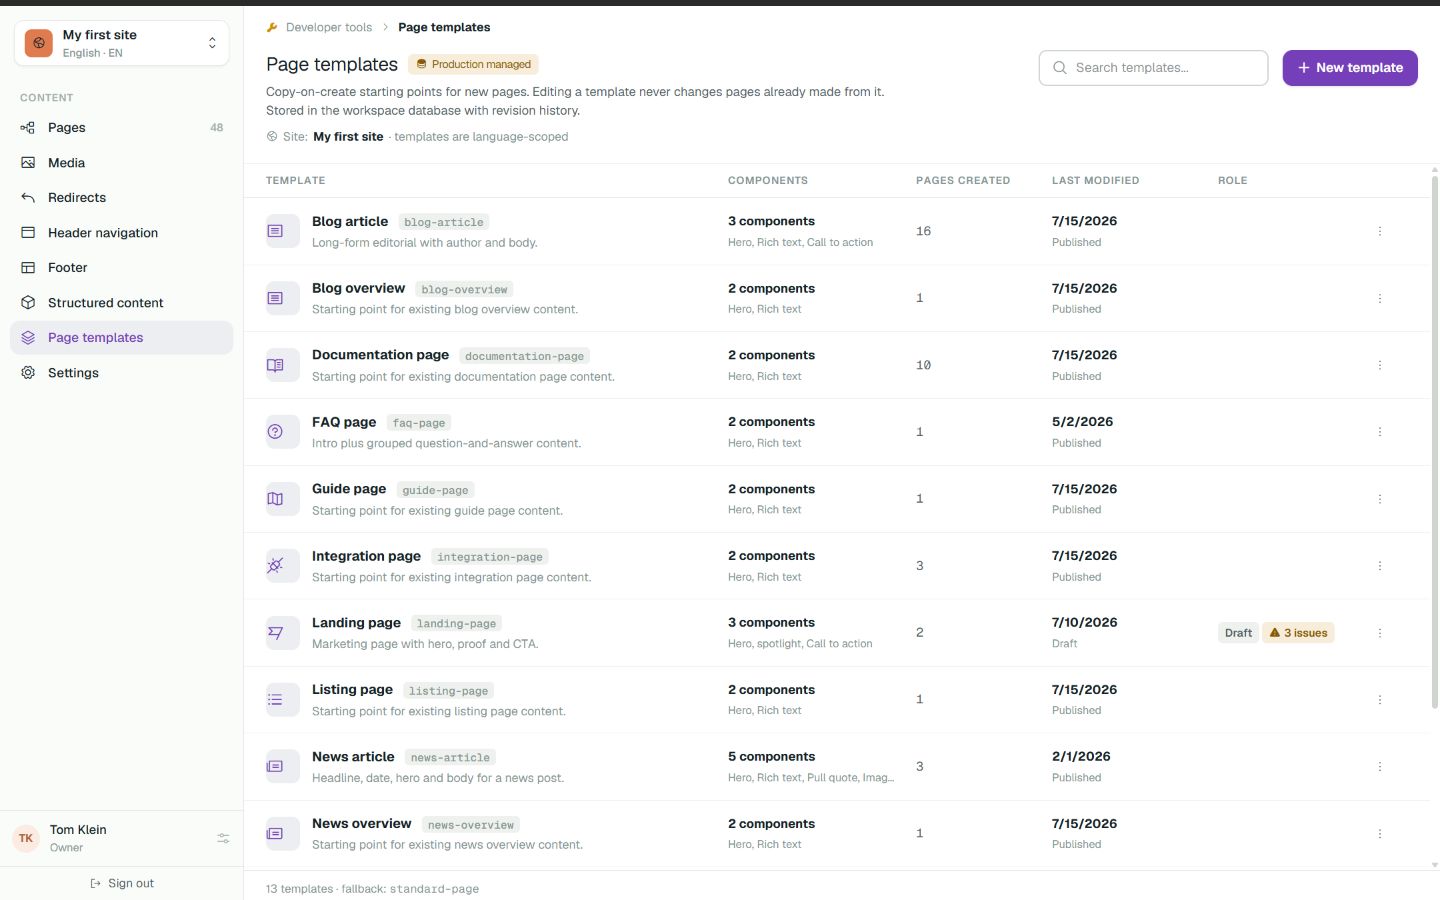 My first site
English · EN
CONTENT
Pages 48
Media
Redirects
Header navigation
Footer
Structured content
Page templates
Settings
TK
Tom Klein
Owner
Sign out
Developer tools > Page templates
Page templates Production managed
Copy-on-create starting points for new pages. Editing a template never changes pages already made from it.
Stored in the workspace database with revision history.
Site: My first site · templates are language-scoped
Search templates...
+ New template
TEMPLATE COMPONENTS PAGES CREATED LAST MODIFIED ROLE
Blog article blog-article 3 components 16 7/15/2026
Long-form editorial with author and body. Hero, Rich text, Call to action Published
Blog overview blog-overview 2 components 1 7/15/2026
Starting point for existing blog overview content. Hero, Rich text Published
Documentation page documentation-page 2 components 10 7/15/2026
Starting point for existing documentation page content. Hero, Rich text Published
FAQ page faq-page 2 components 1 5/2/2026
Intro plus grouped question-and-answer content. Hero, Rich text Published
Guide page guide-page 2 components 1 7/15/2026
Starting point for existing guide page content. Hero, Rich text Published
Integration page integration-page 2 components 3 7/15/2026
Starting point for existing integration page content. Hero, Rich text Published
Landing page landing-page 3 components 2 7/10/2026 Draft 3 issues
Marketing page with hero, proof and CTA. Hero, spotlight, Call to action Draft
Listing page listing-page 2 components 1 7/15/2026
Starting point for existing listing page content. Hero, Rich text Published
News article news-article 5 components 3 2/1/2026
Headline, date, hero and body for a news post. Hero, Rich text, Pull quote, Imag... Published
News overview news-overview 2 components 1 7/15/2026
Starting point for existing news overview content. Hero, Rich text Published
13 templates · fallback: standard-page